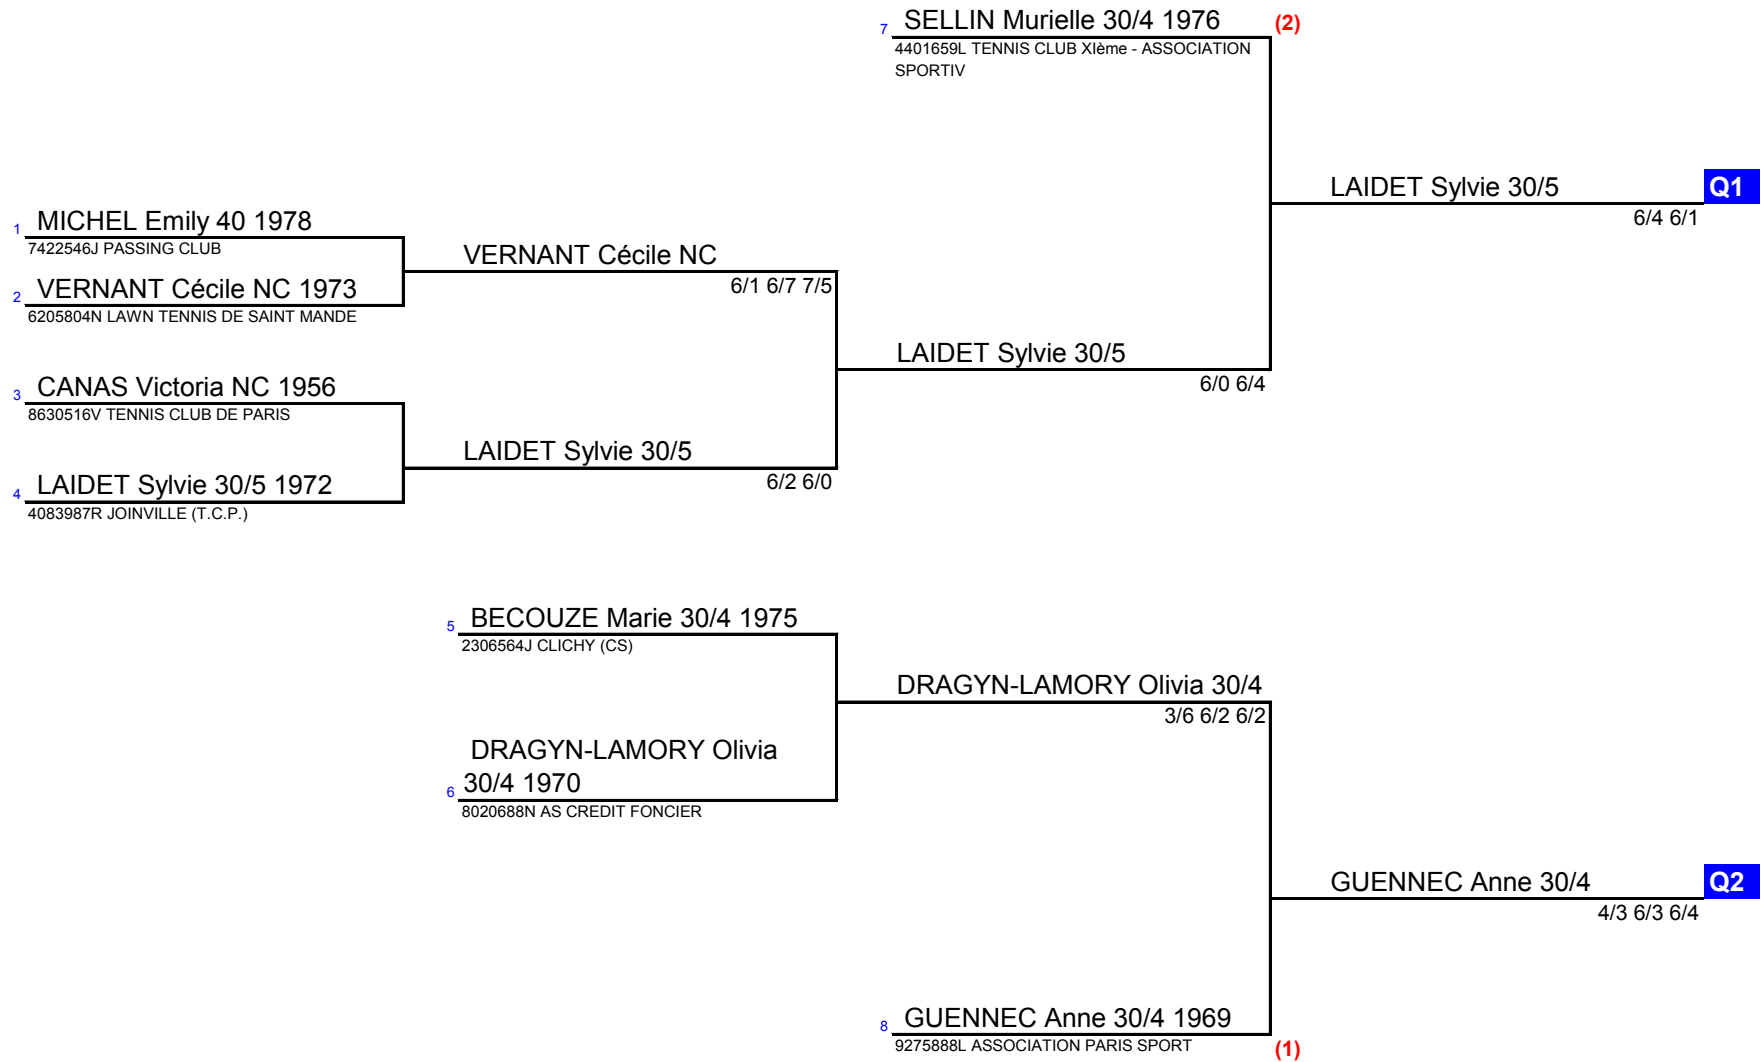 7 SELLIN Murielle 30/4 1976 (2)
4401659L TENNIS CLUB XIème - ASSOCIATION
SPORTIV
LAIDET Sylvie 30/5 Q1
6/4 6/1
1 MICHEL Emily 40 1978
7422546J PASSING CLUB
VERNANT Cécile NC
6/1 6/7 7/5
2 VERNANT Cécile NC 1973
6205804N LAWN TENNIS DE SAINT MANDE
LAIDET Sylvie 30/5
6/0 6/4
3 CANAS Victoria NC 1956
8630516V TENNIS CLUB DE PARIS
LAIDET Sylvie 30/5
6/2 6/0
4 LAIDET Sylvie 30/5 1972
4083987R JOINVILLE (T.C.P.)
5 BECOUZE Marie 30/4 1975
2306564J CLICHY (CS)
DRAGYN-LAMORY Olivia 30/4
3/6 6/2 6/2
DRAGYN-LAMORY Olivia
6 30/4 1970
8020688N AS CREDIT FONCIER
GUENNEC Anne 30/4 Q2
4/3 6/3 6/4
8 GUENNEC Anne 30/4 1969
9275888L ASSOCIATION PARIS SPORT (1)